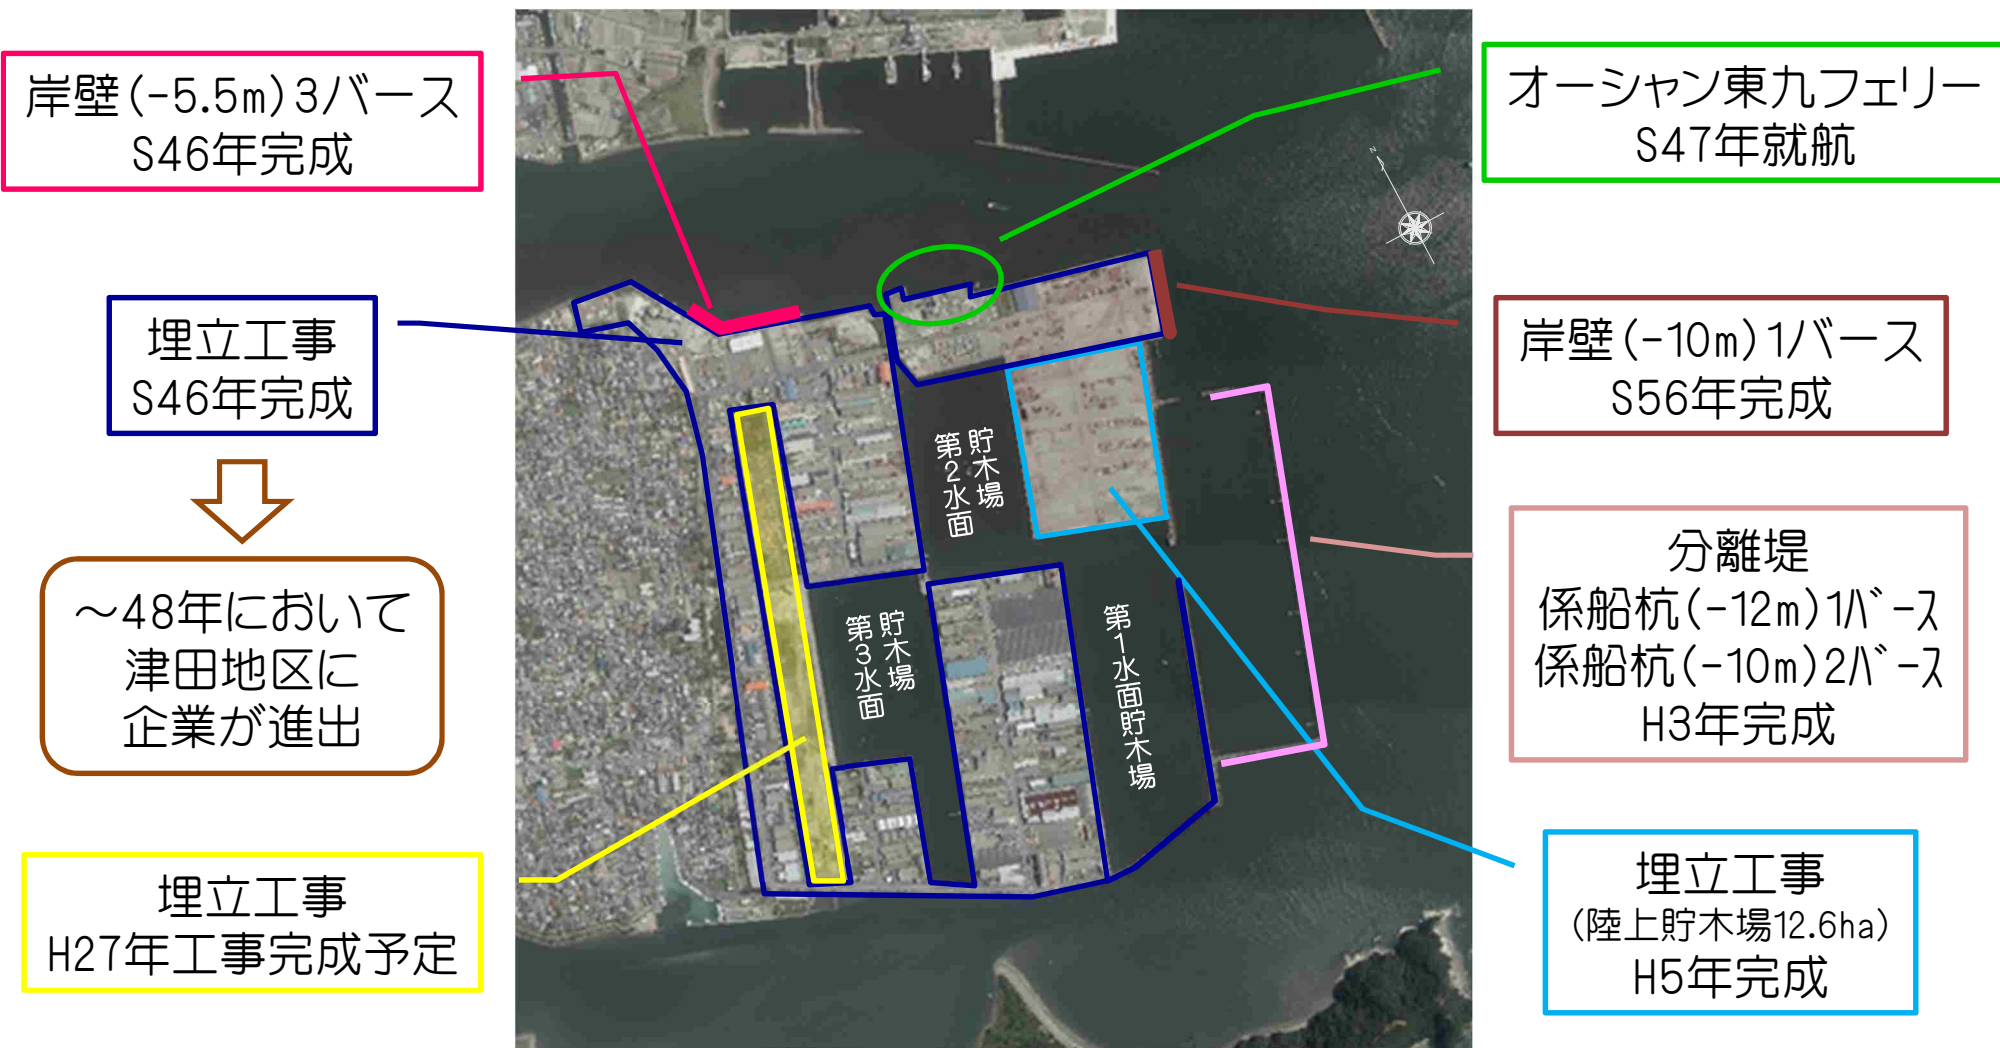 岸壁(-5.5m)3バース
S46年完成
埋立工事
S46年完成
～48年において
津田地区に
企業が進出
埋立工事
H27年工事完成予定
オーシャン東九フェリー
S47年就航
岸壁(-10m)1バース
S56年完成
分離堤
係船杭(-12m)1バース
係船杭(-10m)2バース
H3年完成
埋立工事
(陸上貯木場12.6ha)
H5年完成
第2水面
貯木場
第3水面
貯木場
第1水面貯木場
N